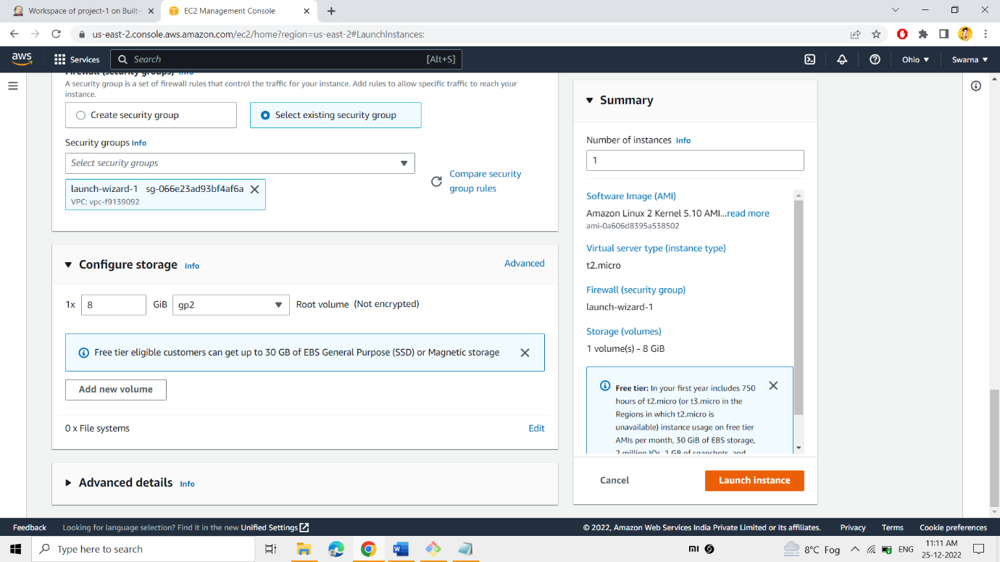 Workspace of project-1 on Built-
EC2 Management Console
us-east-2.console.aws.amazon.com/ec2/home?region=us-east-2#LaunchInstances:
aws
Services
Search
[Alt+S]
Ohio
Swarna
Firewall (security groups) Info
A security group is a set of firewall rules that control the traffic for your instance. Add rules to allow specific traffic to reach your
instance.
Create security group
Select existing security group
Security groups Info
Select security groups
Compare security
group rules
launch-wizard-1 sg-066e23ad93bf4af6a
VPC: vpc-f9139092
Configure storage Info
Advanced
1x 8 GiB gp2 Root volume (Not encrypted)
Free tier eligible customers can get up to 30 GB of EBS General Purpose (SSD) or Magnetic storage
Add new volume
0 x File systems
Edit
Advanced details Info
Summary
Number of instances Info
1
Software Image (AMI)
Amazon Linux 2 Kernel 5.10 AMI...read more
ami-0a606d8395a538502
Virtual server type (instance type)
t2.micro
Firewall (security group)
launch-wizard-1
Storage (volumes)
1 volume(s) - 8 GiB
Free tier: In your first year includes 750
hours of t2.micro (or t3.micro in the
Regions in which t2.micro is
unavailable) instance usage on free tier
AMIs per month, 30 GiB of EBS storage,
2 million IOs, 1 GB of snapshots, and
Cancel
Launch instance
Feedback
Looking for language selection? Find it in the new Unified Settings
© 2022, Amazon Web Services India Private Limited or its affiliates.
Privacy
Terms
Cookie preferences
Type here to search
8°C Fog
ENG
11:11 AM
25-12-2022